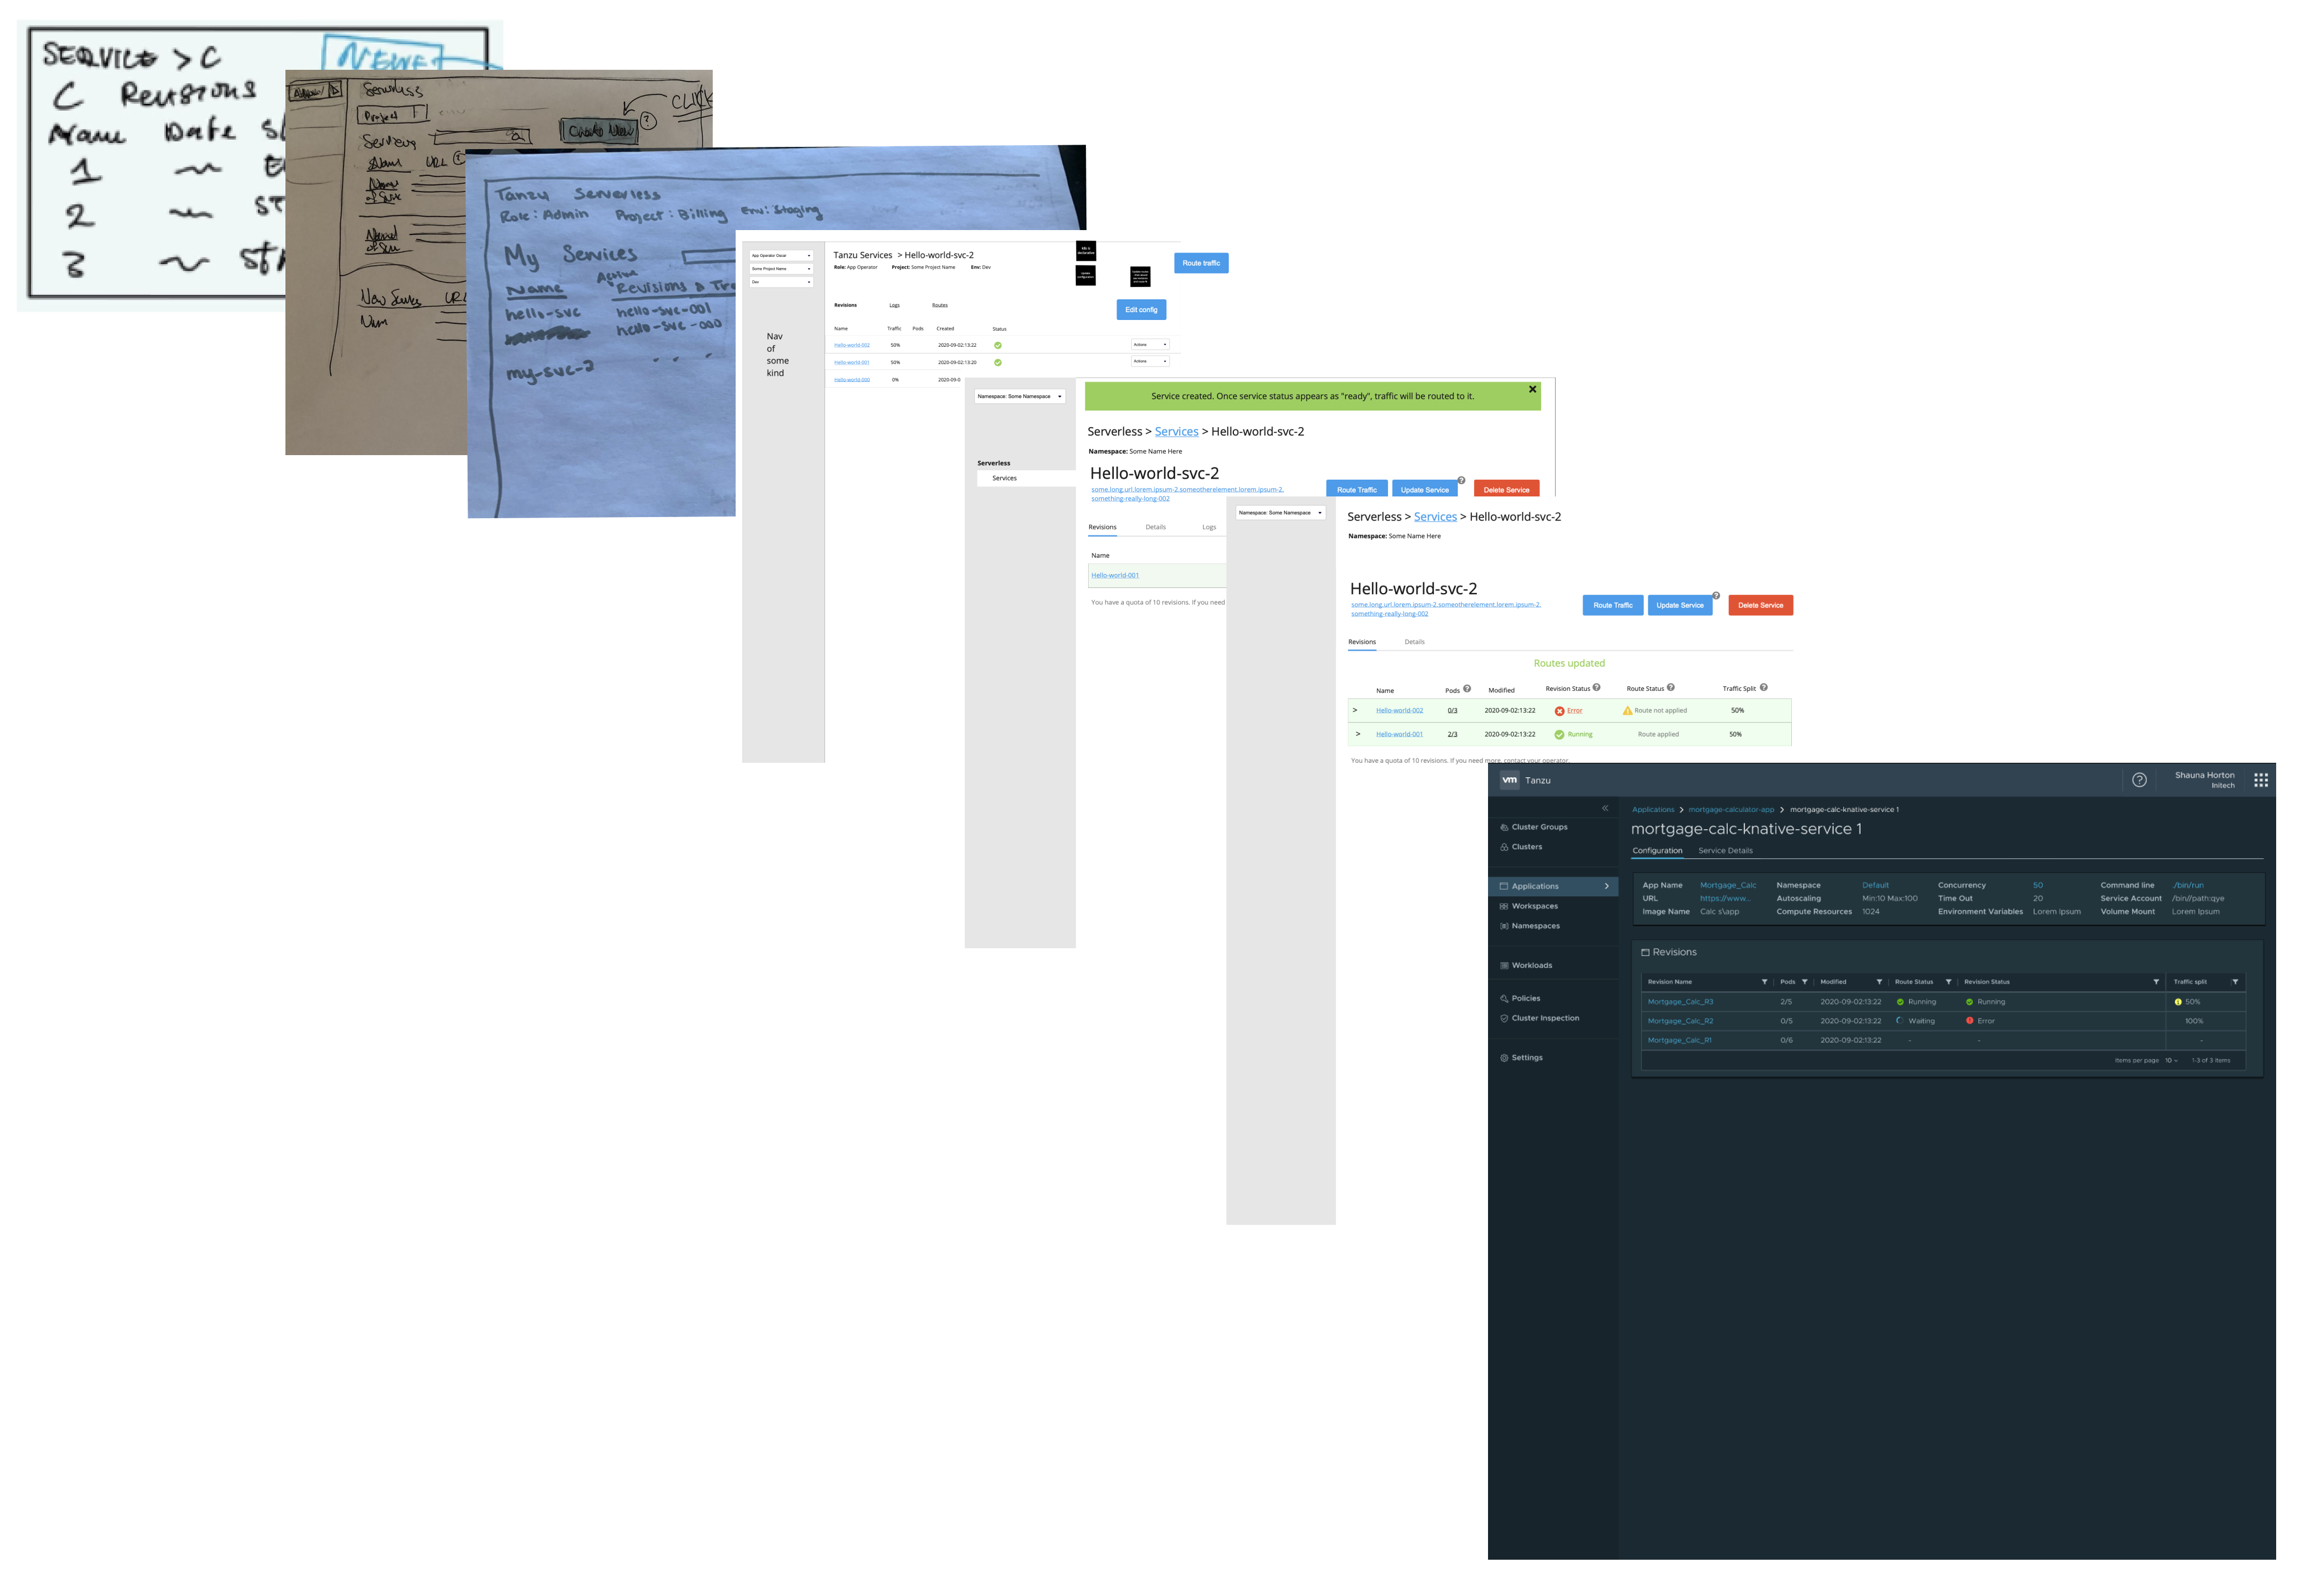 SERVICE > C
NEW
C Revisions
Name Date St
1
2 ST
3 str
Serverless
CLICK
Project
Create New ?
Serving
Name URL ?
Name
of Serv
Named
of Serv
New Serves URL
Num
Tanzu Serverless
Role: Admin Project: Billing Env: Staging
My Services
Active
Name Revisions & Tra
hello-svc hello-svc-001
hello-svc-000
my-svc-2 . . .
App Operator Oscar
Some Project Name
Dev
Nav
of
some
kind
Tanzu Services > Hello-world-svc-2
Role: App Operator Project: Some Project Name Env: Dev
Route traffic
Edit config
Revisions Logs Routes
Name Traffic Pods Created Status
Hello-world-002 50% 2020-09-02:13:22 Actions
Hello-world-001 50% 2020-09-02:13:20 Actions
Hello-world-000 0% 2020-09-0
Namespace: Some Namespace
Serverless
Services
Service created. Once service status appears as "ready", traffic will be routed to it.
Serverless > Services > Hello-world-svc-2
Namespace: Some Name Here
Hello-world-svc-2
some.long.url.lorem.ipsum-2.someotherelement.lorem.ipsum-2.
something-really-long-002
Route Traffic Update Service ? Delete Service
Revisions Details Logs
Name
Hello-world-001
You have a quota of 10 revisions. If you need
Namespace: Some Namespace
Serverless > Services > Hello-world-svc-2
Namespace: Some Name Here
Hello-world-svc-2
some.long.url.lorem.ipsum-2.someotherelement.lorem.ipsum-2.
something-really-long-002
Route Traffic Update Service ? Delete Service
Revisions Details
Routes updated
Name Pods ? Modified Revision Status ? Route Status ? Traffic Split ?
> Hello-world-002 0/3 2020-09-02:13:22 Error Route not applied 50%
> Hello-world-001 2/3 2020-09-02:13:22 Running Route applied 50%
You have a quota of 10 revisions. If you need more, contact your operator.
vm Tanzu
? Shauna Horton
Initech
Cluster Groups
Clusters
Applications
Workspaces
Namespaces
Workloads
Policies
Cluster Inspection
Settings
Applications > mortgage-calculator-app > mortgage-calc-knative-service 1
mortgage-calc-knative-service 1
Configuration Service Details
App Name Mortgage_Calc Namespace Default Concurrency 50 Command line ./bin/run
URL https://www... Autoscaling Min:10 Max:100 Time Out 20 Service Account /bin//path:qye
Image Name Calc s\app Compute Resources 1024 Environment Variables Lorem Ipsum Volume Mount Lorem Ipsum
Revisions
Revision Name Pods Modified Route Status Revision Status Traffic split
Mortgage_Calc_R3 2/5 2020-09-02:13:22 Running Running 50%
Mortgage_Calc_R2 0/5 2020-09-02:13:22 Waiting Error 100%
Mortgage_Calc_R1 0/6 2020-09-02:13:22 - - -
Items per page 10 1-3 of 3 items